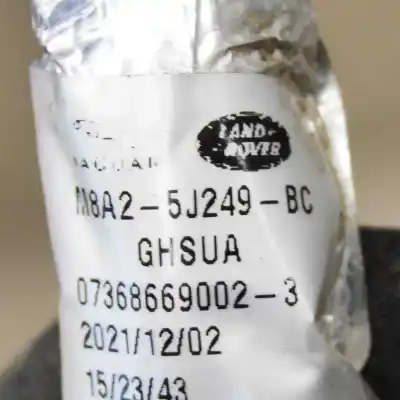 JAGUAR
LAND-
ROVER
M8A2-5J249-BC
GHSUA
07368669002-3
2021/12/02
15/23/43